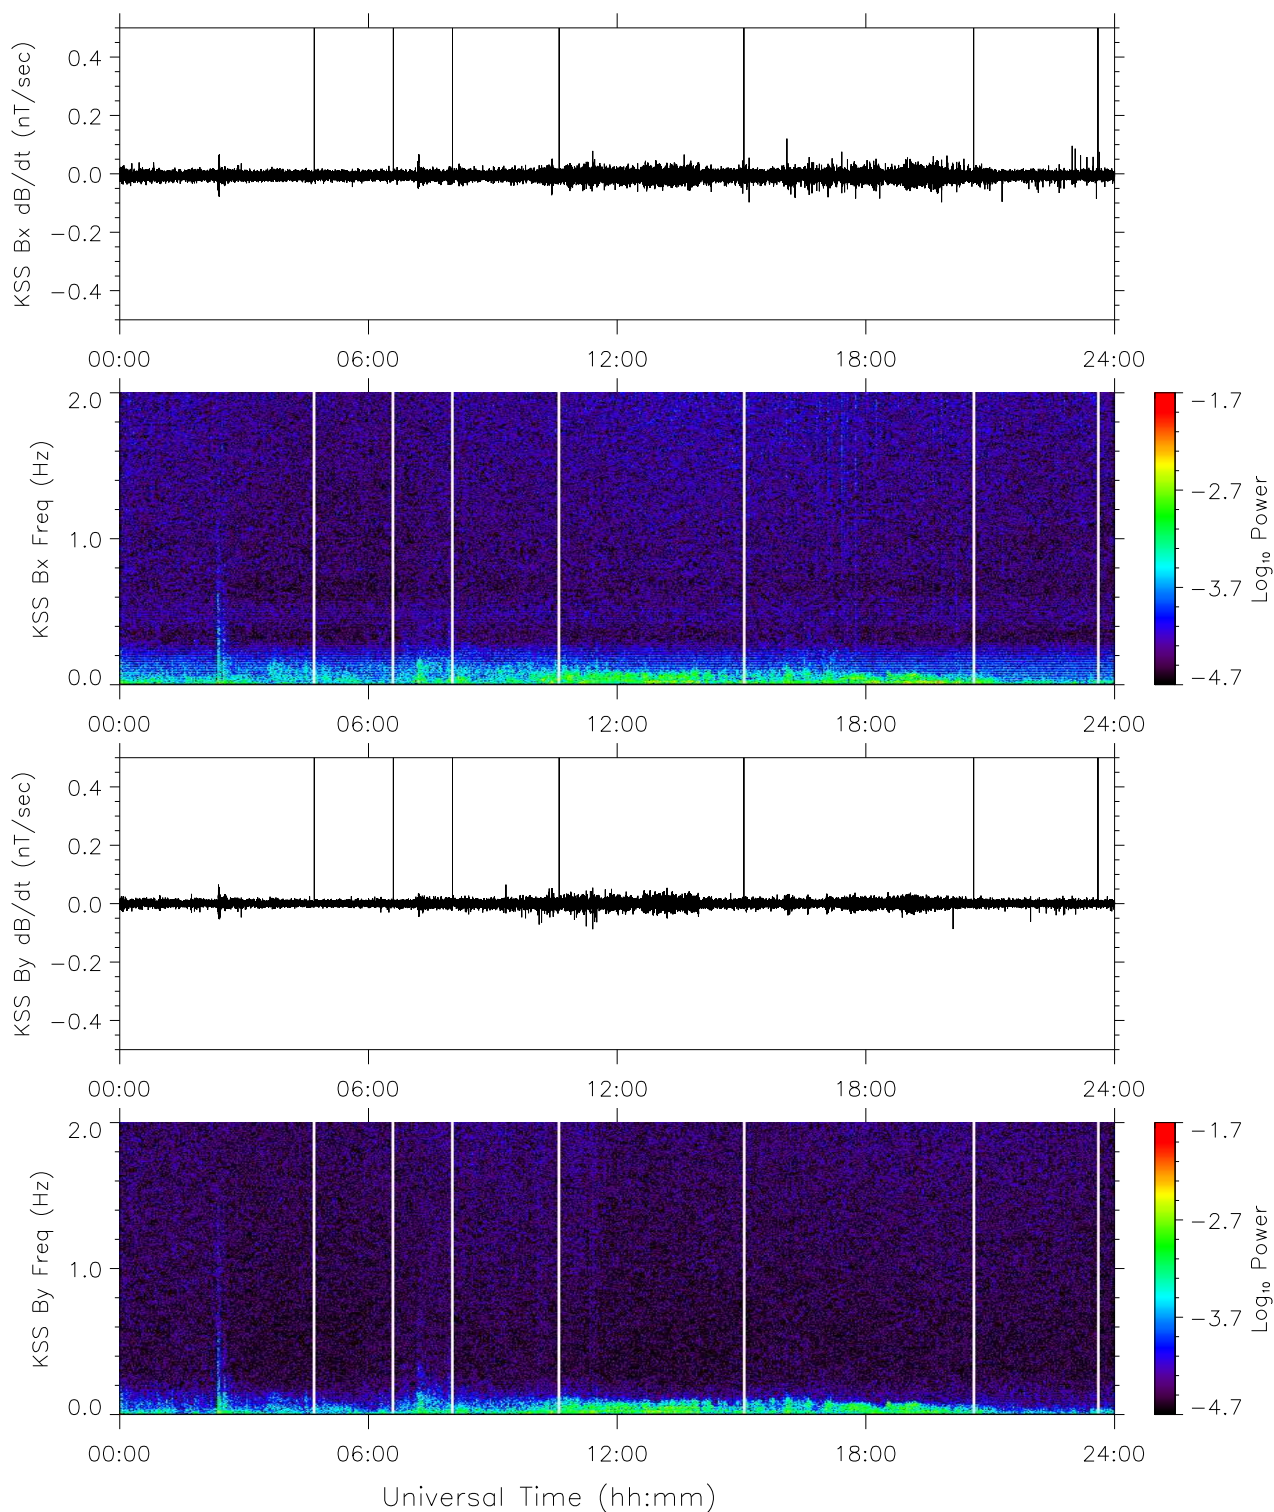 KSS Bx dB/dt (nT/sec)
0.4
0.2
0.0
−0.2
−0.4
00:00 06:00 12:00 18:00 24:00
KSS Bx Freq (Hz)
2.0
1.0
0.0
−1.7
−2.7
−3.7
−4.7
Log₁₀ Power
00:00 06:00 12:00 18:00 24:00
KSS By dB/dt (nT/sec)
0.4
0.2
0.0
−0.2
−0.4
00:00 06:00 12:00 18:00 24:00
KSS By Freq (Hz)
2.0
1.0
0.0
−1.7
−2.7
−3.7
−4.7
Log₁₀ Power
00:00 06:00 12:00 18:00 24:00
Universal Time (hh:mm)